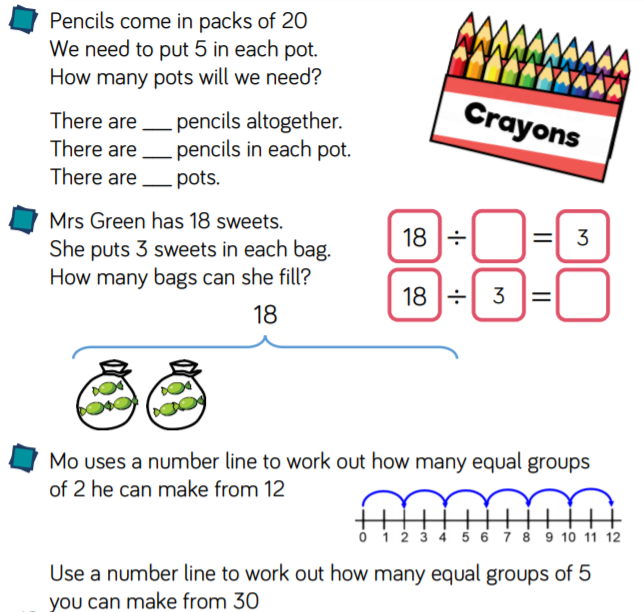 Pencils come in packs of 20
We need to put 5 in each pot.
How many pots will we need?
Crayons
There are ___ pencils altogether.
There are ___ pencils in each pot.
There are ___ pots.
Mrs Green has 18 sweets.
She puts 3 sweets in each bag.
How many bags can she fill?
18 ÷ = 3
18 ÷ 3 =
18
Mo uses a number line to work out how many equal groups
of 2 he can make from 12
0 1 2 3 4 5 6 7 8 9 10 11 12
Use a number line to work out how many equal groups of 5
you can make from 30